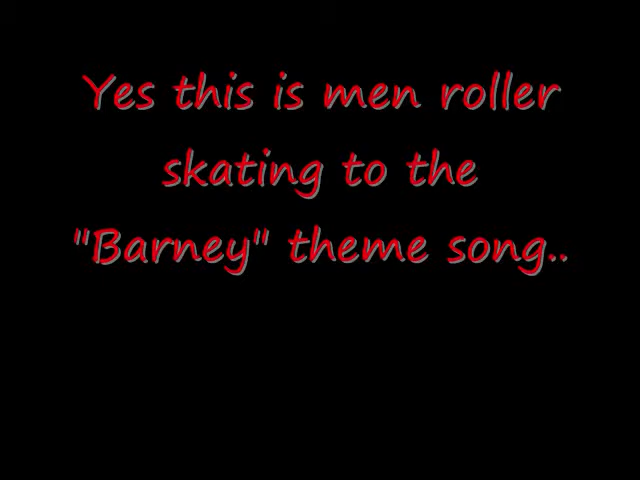 Yes this is men roller
skating to the
"Barney" theme song..